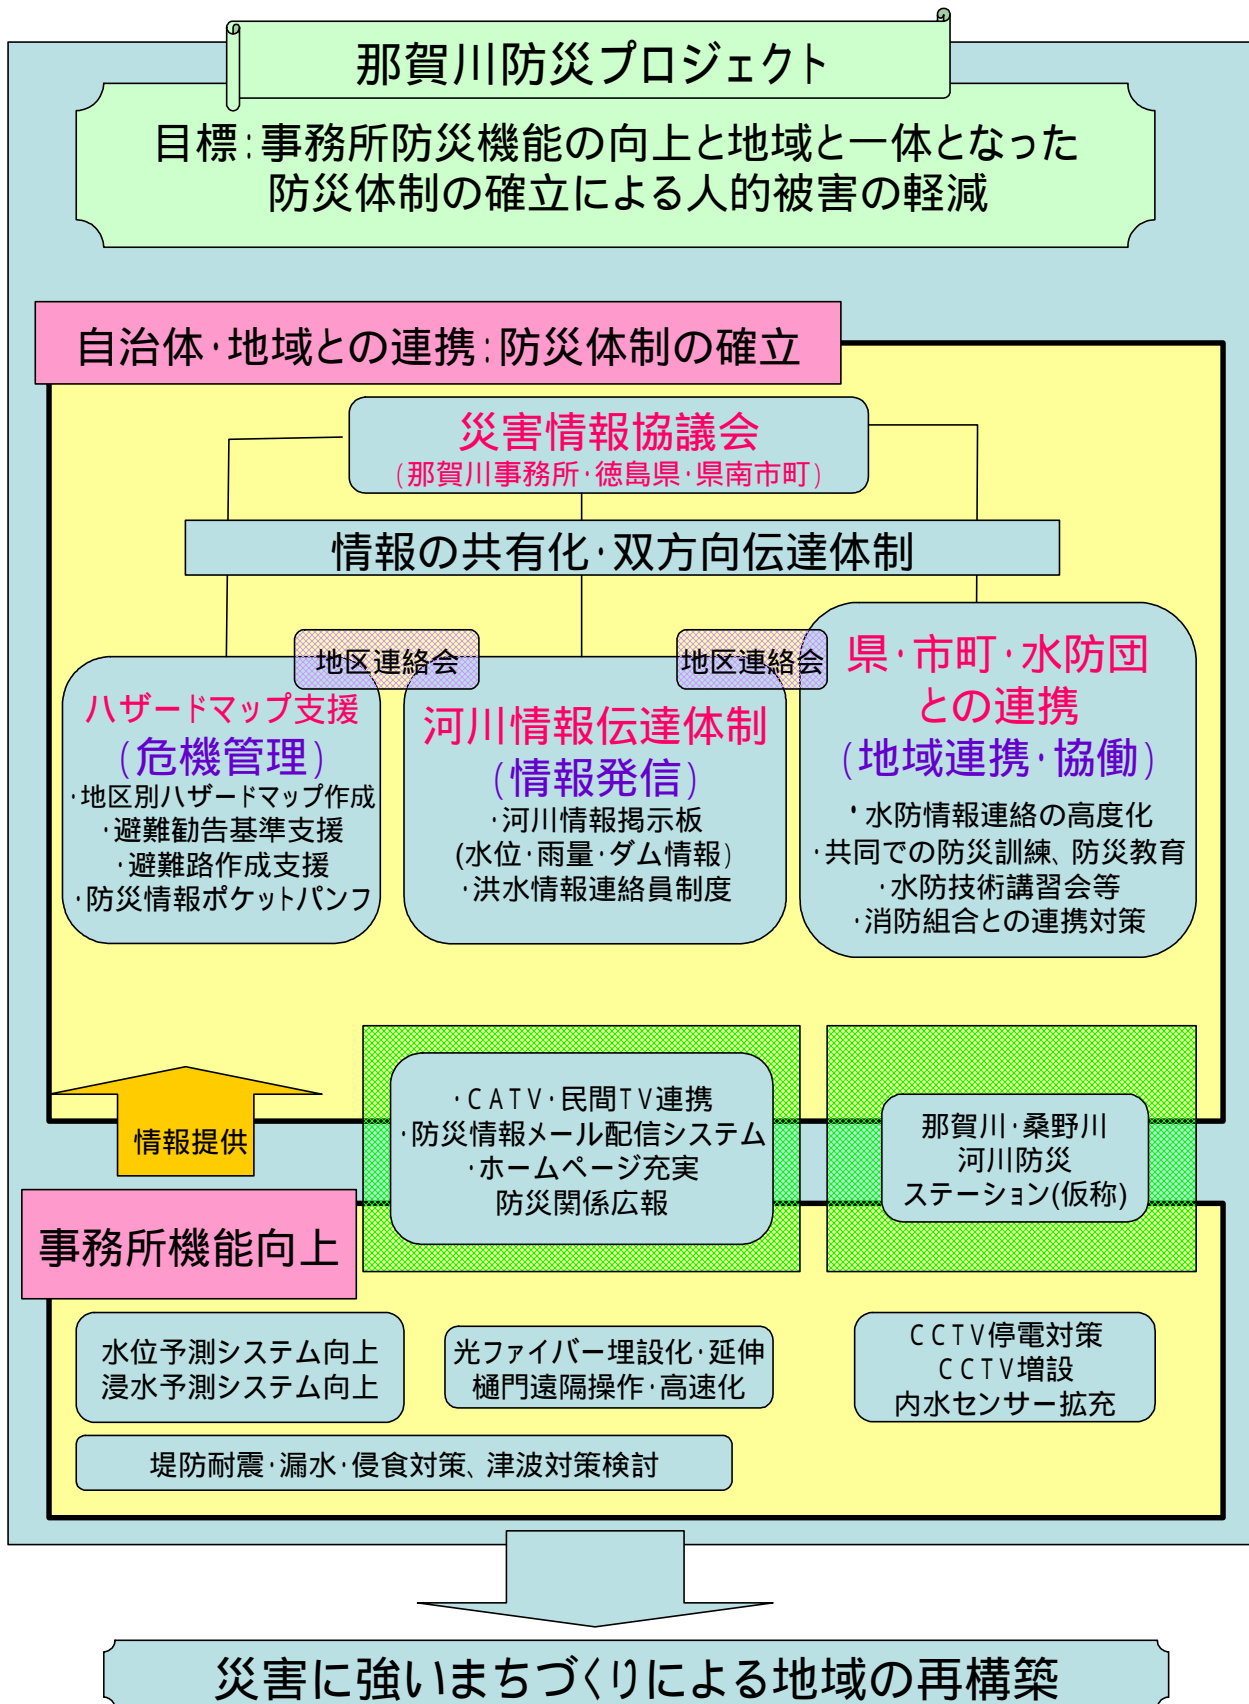 那賀川防災プロジェクト
目標:事務所防災機能の向上と地域と一体となった
防災体制の確立による人的被害の軽減
自治体・地域との連携:防災体制の確立
災害情報協議会
(那賀川事務所・徳島県・県南市町)
情報の共有化・双方向伝達体制
地区連絡会
地区連絡会
ハザードマップ支援
(危機管理)
・地区別ハザードマップ作成
・避難勧告基準支援
・避難路作成支援
・防災情報ポケットパンフ
河川情報伝達体制
(情報発信)
・河川情報掲示板
(水位・雨量・ダム情報)
・洪水情報連絡員制度
県・市町・水防団
との連携
(地域連携・協働)
・水防情報連絡の高度化
・共同での防災訓練、防災教育
・水防技術講習会等
・消防組合との連携対策
情報提供
・CATV・民間TV連携
・防災情報メール配信システム
・ホームページ充実
防災関係広報
那賀川・桑野川
河川防災
ステーション(仮称)
事務所機能向上
水位予測システム向上
浸水予測システム向上
光ファイバー埋設化・延伸
樋門遠隔操作・高速化
CCTV停電対策
CCTV増設
内水センサー拡充
堤防耐震・漏水・侵食対策、津波対策検討
災害に強いまちづくりによる地域の再構築